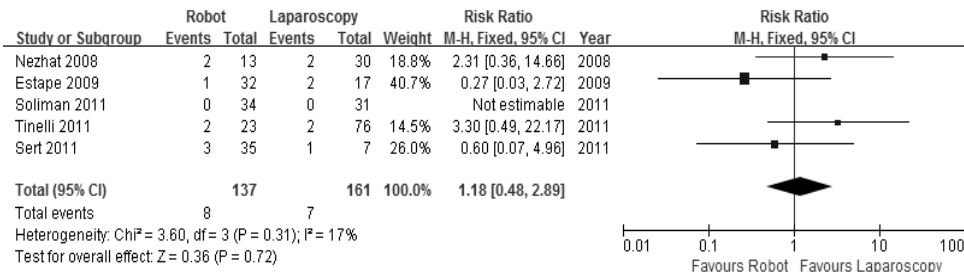 Robot Laparoscopy Risk Ratio Risk Ratio
Study or Subgroup Events Total Events Total Weight M-H, Fixed, 95% CI Year M-H, Fixed, 95% CI
Nezhat 2008 2 13 2 30 18.8% 2.31 [0.36, 14.66] 2008
Estape 2009 1 32 2 17 40.7% 0.27 [0.03, 2.72] 2009
Soliman 2011 0 34 0 31 Not estimable 2011
Tinelli 2011 2 23 2 76 14.5% 3.30 [0.49, 22.17] 2011
Sert 2011 3 35 1 7 26.0% 0.60 [0.07, 4.96] 2011
Total (95% CI) 137 161 100.0% 1.18 [0.48, 2.89]
Total events 8 7
Heterogeneity: Chi² = 3.60, df = 3 (P = 0.31); I² = 17%
Test for overall effect: Z = 0.36 (P = 0.72)
0.01 0.1 1 10 100
Favours Robot Favours Laparoscopy